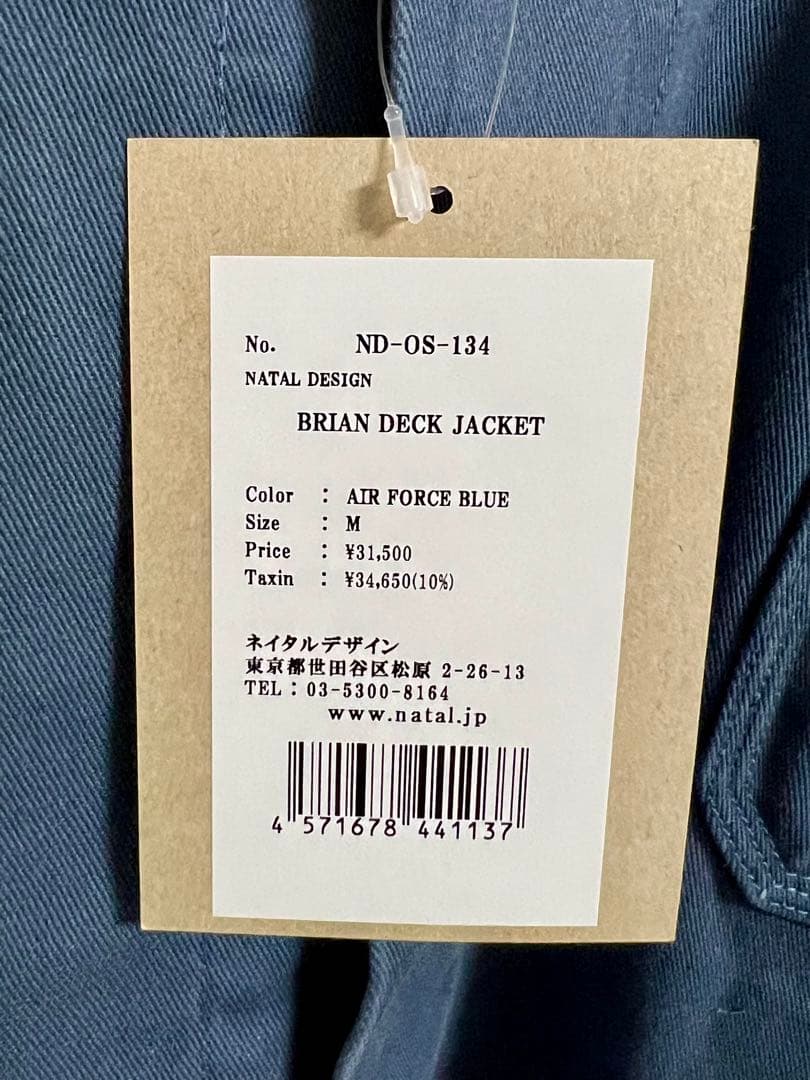 No. ND-OS-134
NATAL DESIGN
BRIAN DECK JACKET
Color : AIR FORCE BLUE
Size : M
Price : ¥31,500
Taxin : ¥34,650(10%)
ネイタルデザイン
東京都世田谷区松原 2-26-13
TEL : 03-5300-8164
www.natal.jp
4 571678 441137